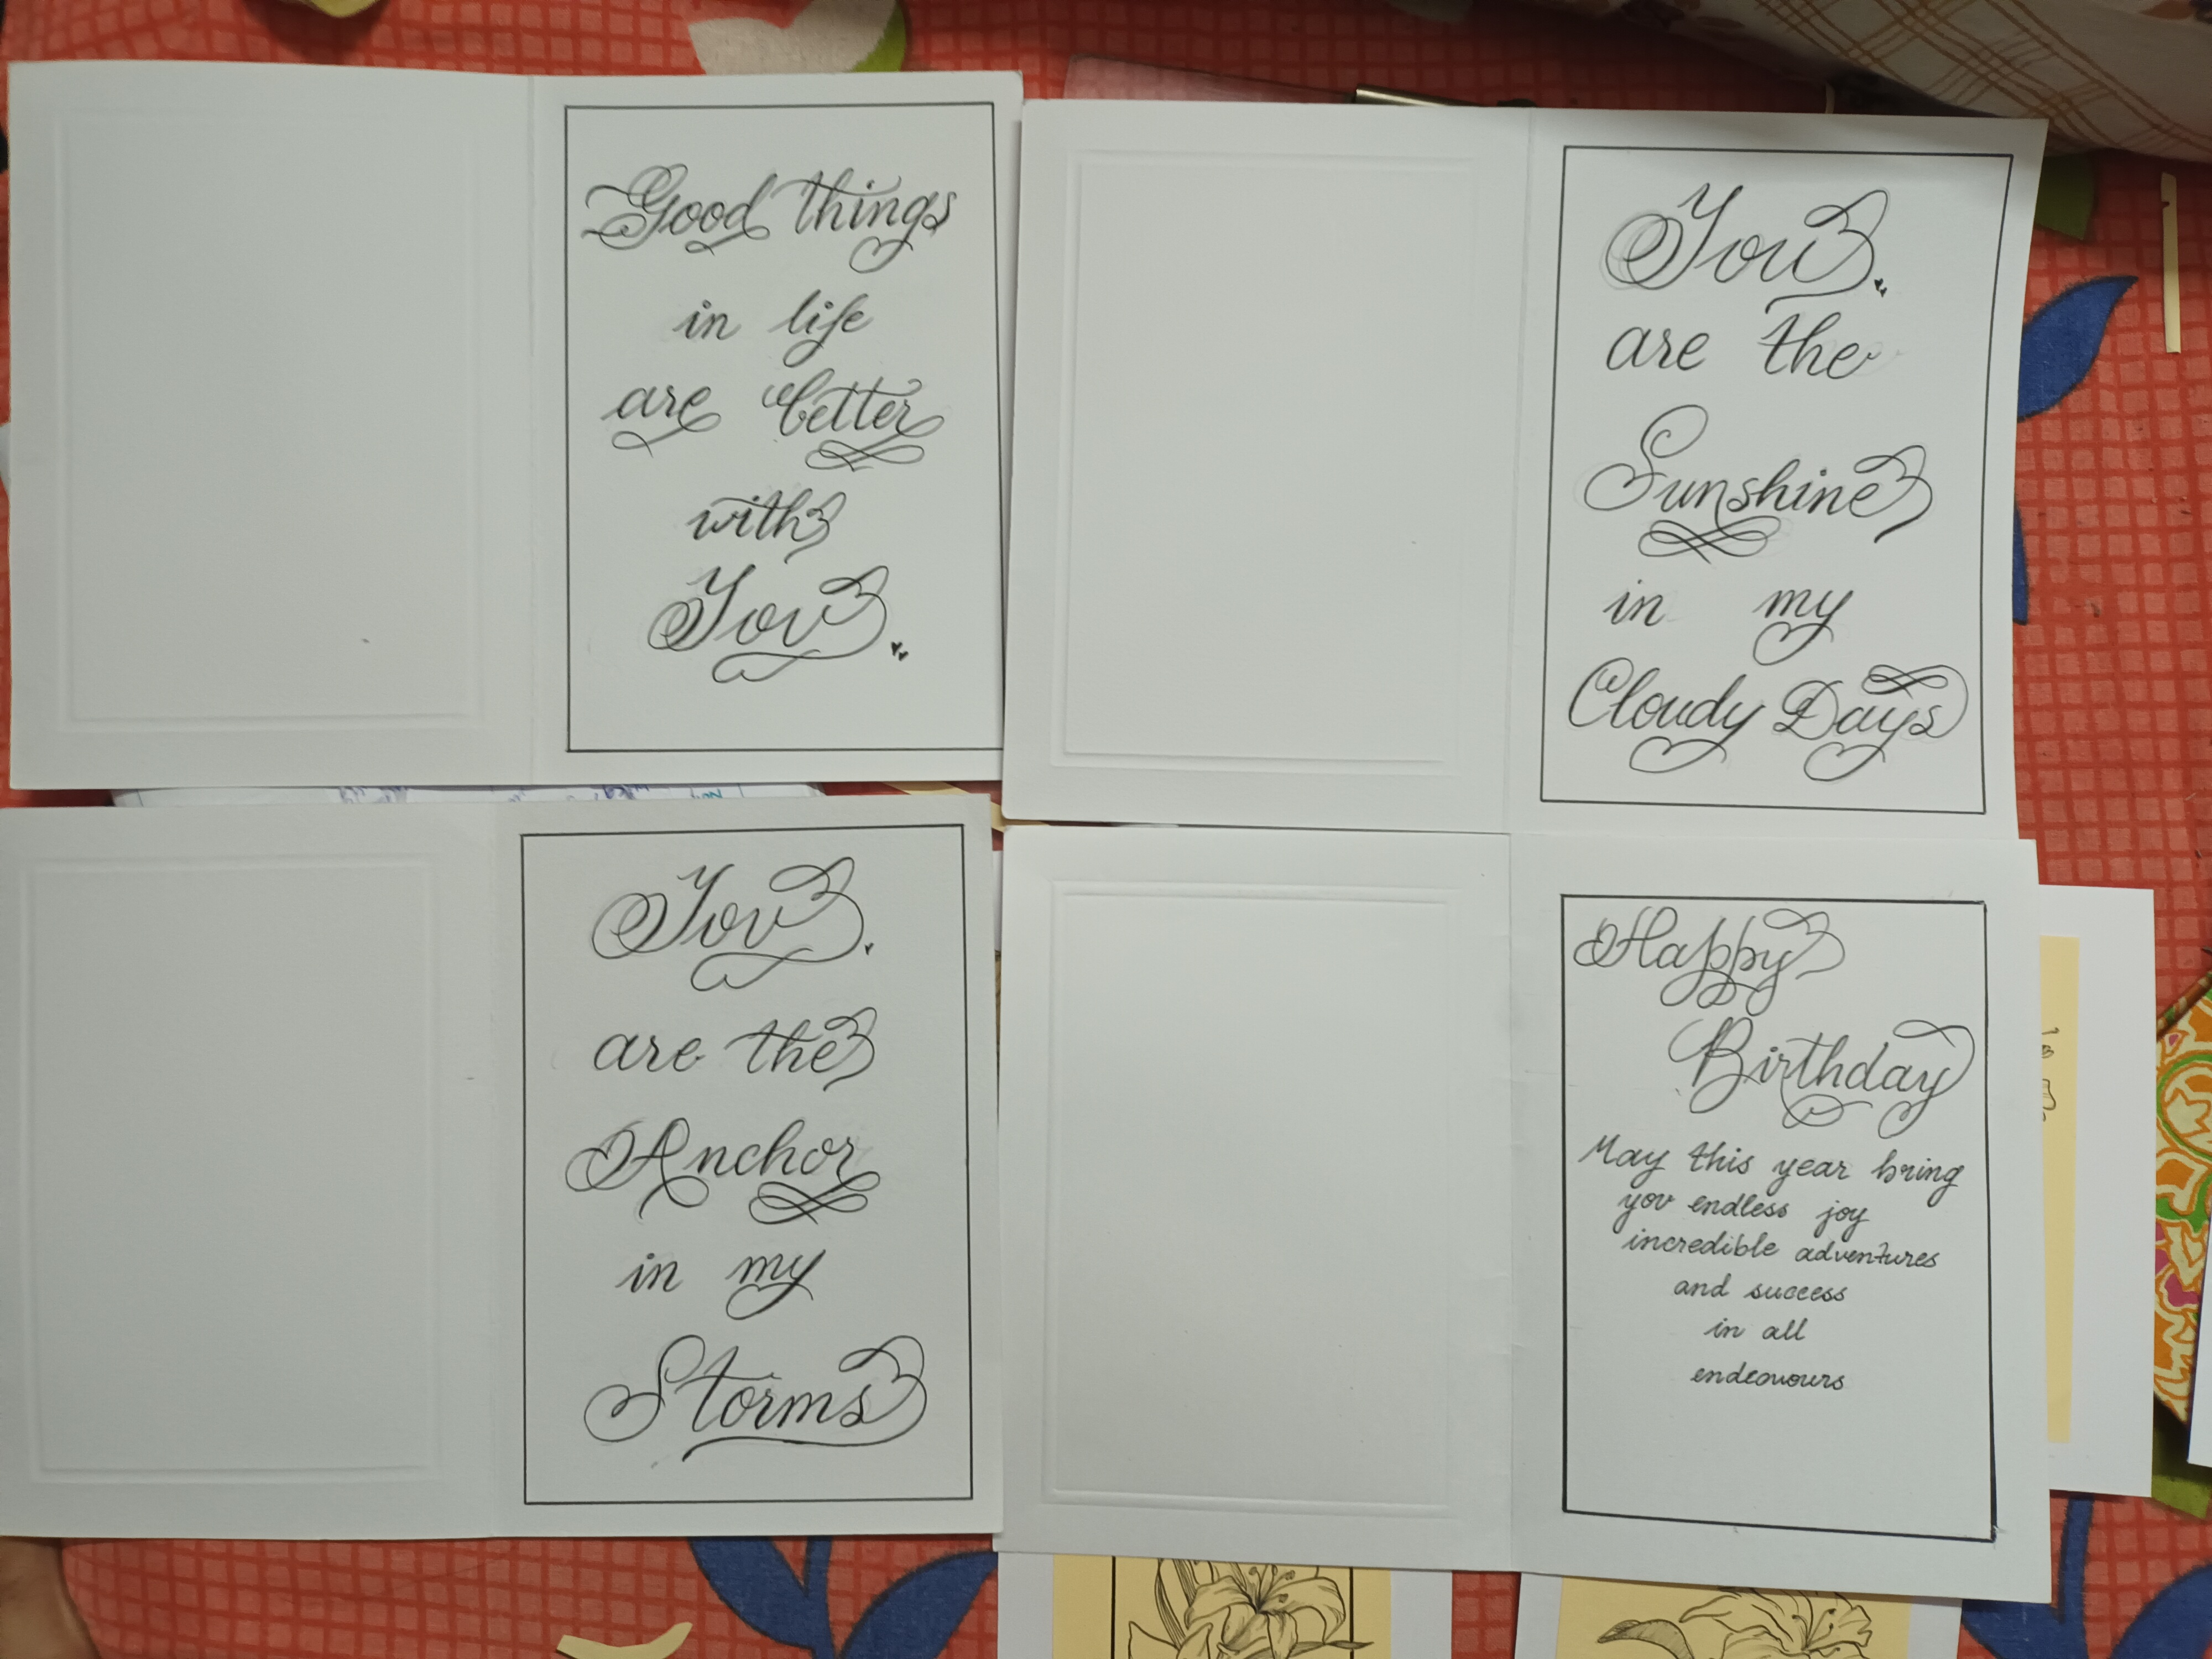 Good things
in life
are better
with
You
You
are the
Sunshine
in my
Cloudy Days
You
are the
Anchor
in my
Storms
Happy
Birthday
May this year bring
you endless joy
incredible adventures
and success
in all
endeavours